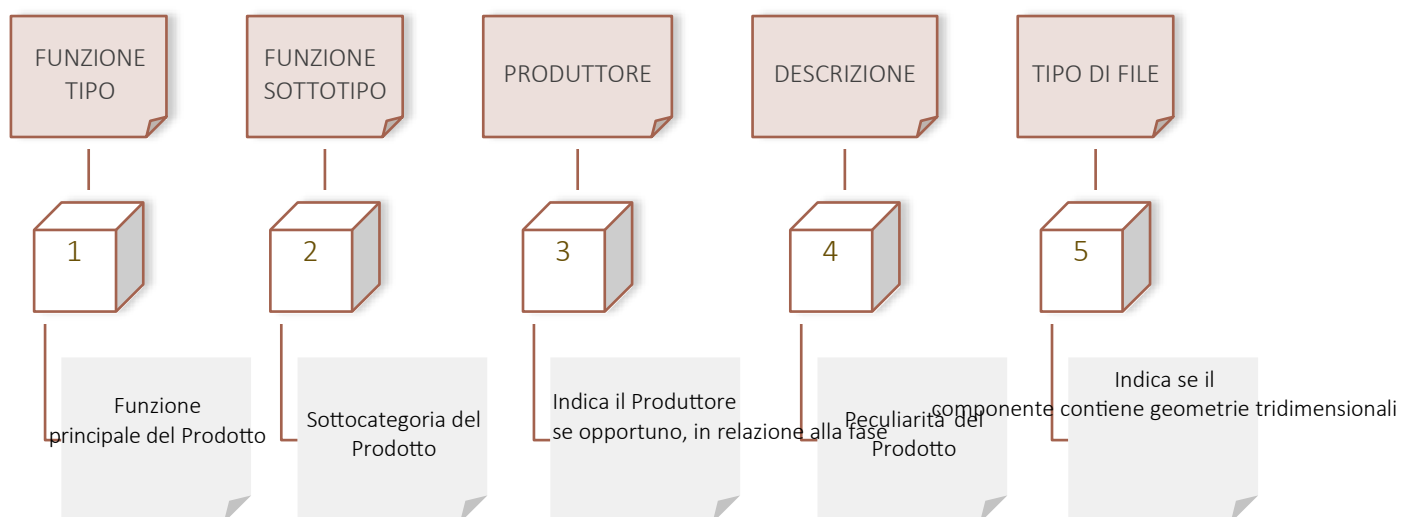 FUNZIONE
TIPO
FUNZIONE
SOTTOTIPO
PRODUTTORE
DESCRIZIONE
TIPO DI FILE
1
2
3
4
5
Funzione
principale del Prodotto
Sottocategoria del
Prodotto
Indica il Produttore
se opportuno, in relazione alla fase
Peculiarità del
Prodotto
Indica se il
componente contiene geometrie tridimensionali